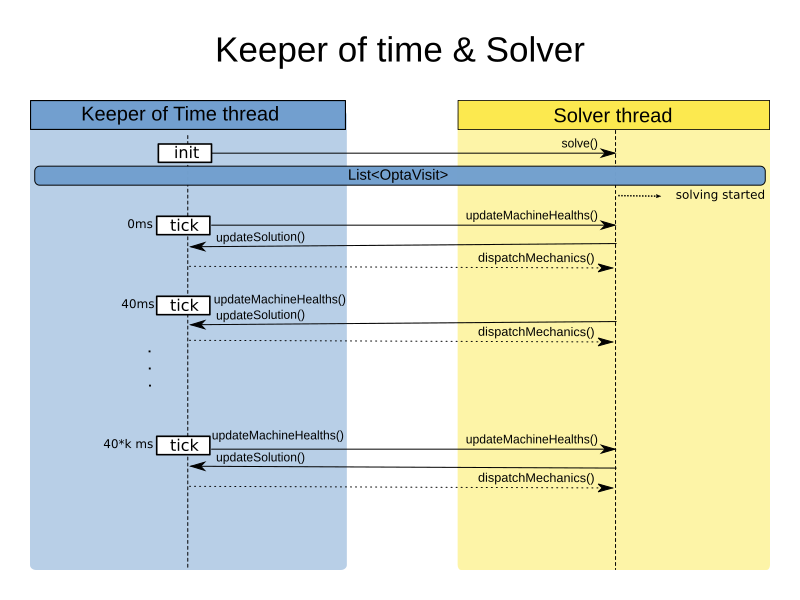 Keeper of time & Solver
Keeper of Time thread
Solver thread
init
solve()
List<OptaVisit>
solving started
0ms
tick
updateMachineHealths()
updateSolution()
dispatchMechanics()
40ms
tick
updateMachineHealths()
updateSolution()
dispatchMechanics()
.
.
.
40*k ms
tick
updateMachineHealths()
updateMachineHealths()
updateSolution()
dispatchMechanics()